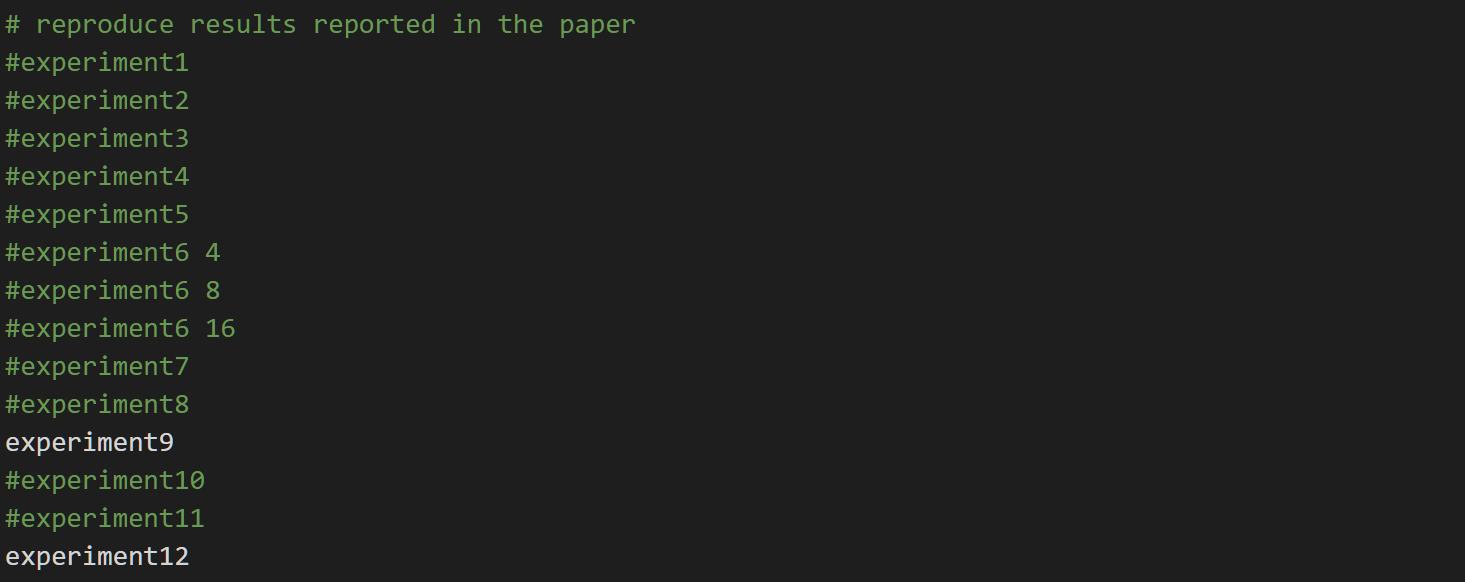 # reproduce results reported in the paper
#experiment1
#experiment2
#experiment3
#experiment4
#experiment5
#experiment6 4
#experiment6 8
#experiment6 16
#experiment7
#experiment8
experiment9
#experiment10
#experiment11
experiment12